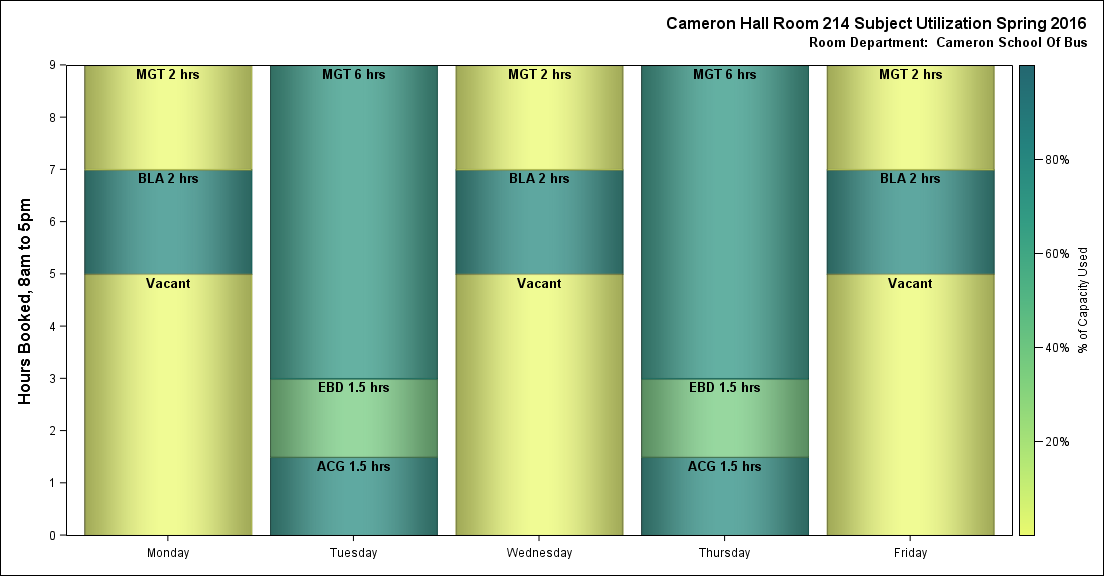 Cameron Hall Room 214 Subject Utilization Spring 2016
Room Department:  Cameron School Of Bus
Hours Booked, 8am to 5pm
9
8
7
6
5
4
3
2
1
0
MGT 2 hrs
BLA 2 hrs
Vacant
MGT 6 hrs
EBD 1.5 hrs
ACG 1.5 hrs
MGT 2 hrs
BLA 2 hrs
Vacant
MGT 6 hrs
EBD 1.5 hrs
ACG 1.5 hrs
MGT 2 hrs
BLA 2 hrs
Vacant
Monday
Tuesday
Wednesday
Thursday
Friday
80%
60%
40%
20%
% of Capacity Used